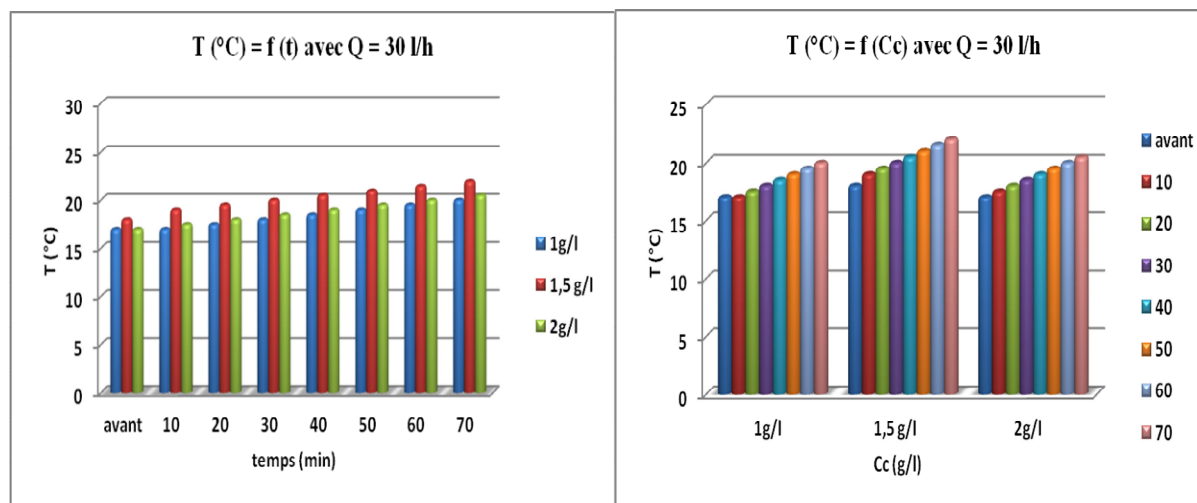 T (°C) = f (t) avec Q = 30 l/h
T (°C)
30
25
20
15
10
5
0
avant 10 20 30 40 50 60 70
temps (min)
1g/l
1,5 g/l
2g/l
T (°C) = f (Cc) avec Q = 30 l/h
T (°C)
25
20
15
10
5
0
1g/l 1,5 g/l 2g/l
Cc (g/l)
avant
10
20
30
40
50
60
70